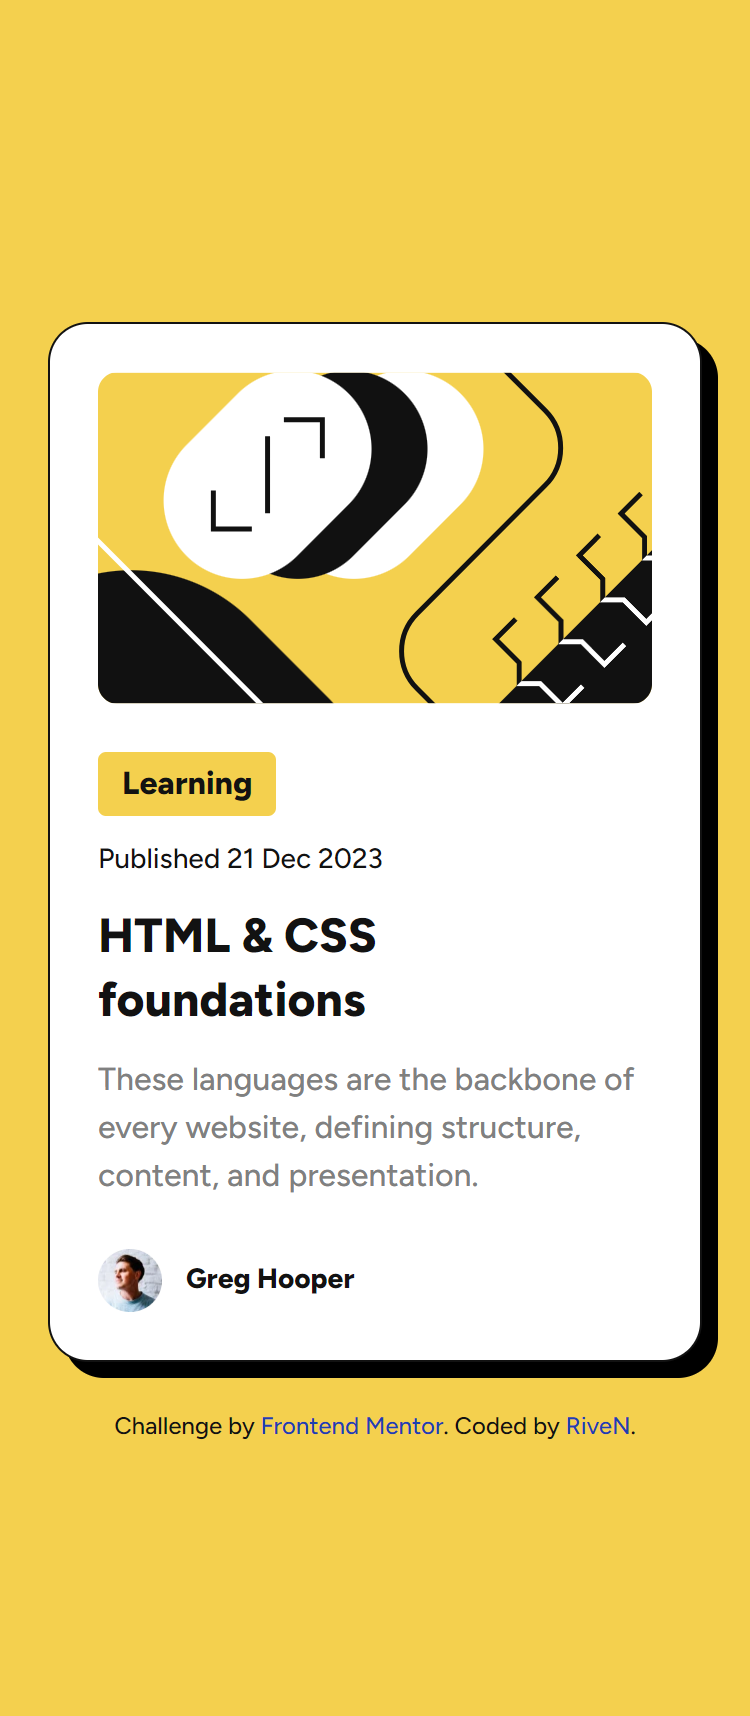 Learning
Published 21 Dec 2023
HTML & CSS
foundations
These languages are the backbone of
every website, defining structure,
content, and presentation.
Greg Hooper
Challenge by Frontend Mentor. Coded by RiveN.